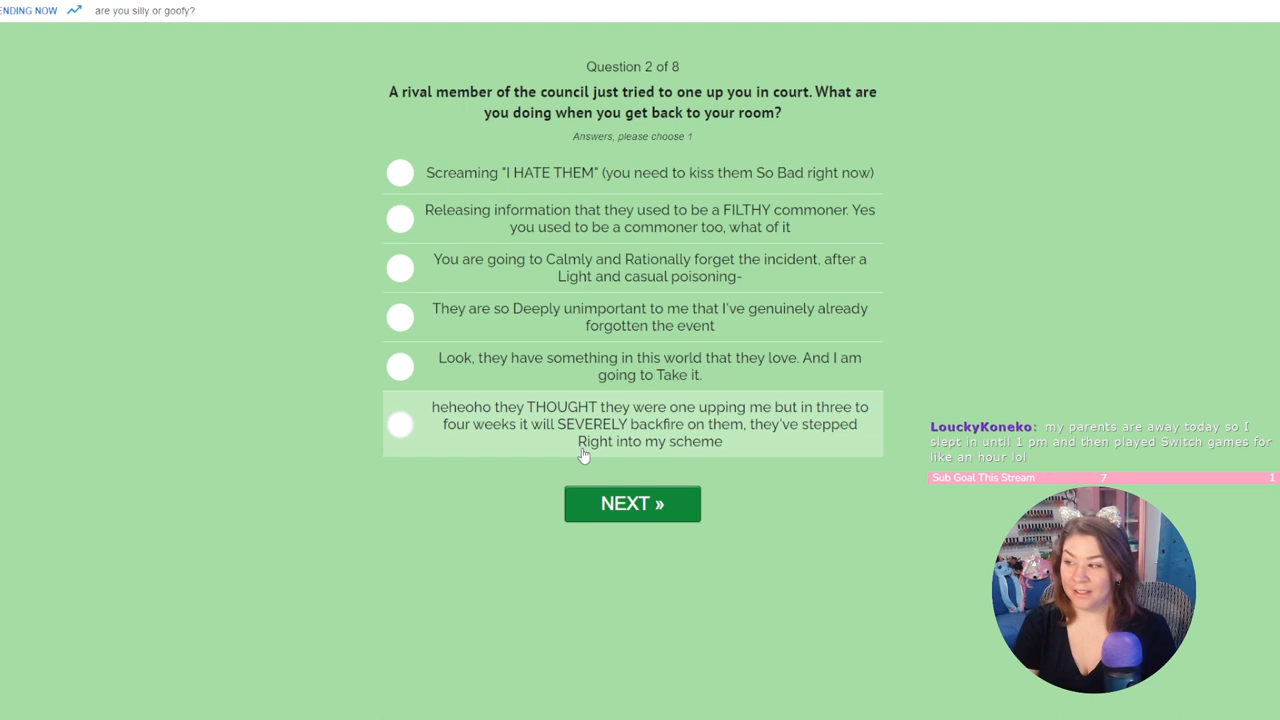 ENDING NOW are you silly or goofy?
Question 2 of 8
A rival member of the council just tried to one up you in court. What are
you doing when you get back to your room?
Answers, please choose 1
Screaming "I HATE THEM" (you need to kiss them So Bad right now)
Releasing information that they used to be a FILTHY commoner. Yes
you used to be a commoner too, what of it
You are going to Calmly and Rationally forget the incident, after a
Light and casual poisoning-
They are so Deeply unimportant to me that I've genuinely already
forgotten the event
Look, they have something in this world that they love. And I am
going to Take it.
heheoho they THOUGHT they were one upping me but in three to
four weeks it will SEVERELY backfire on them, they've stepped
Right into my scheme
NEXT »
LouckyKoneko: my parents are away today so I
slept in until 1 pm and then played Switch games for
like an hour lol
Sub Goal This Stream 7 1